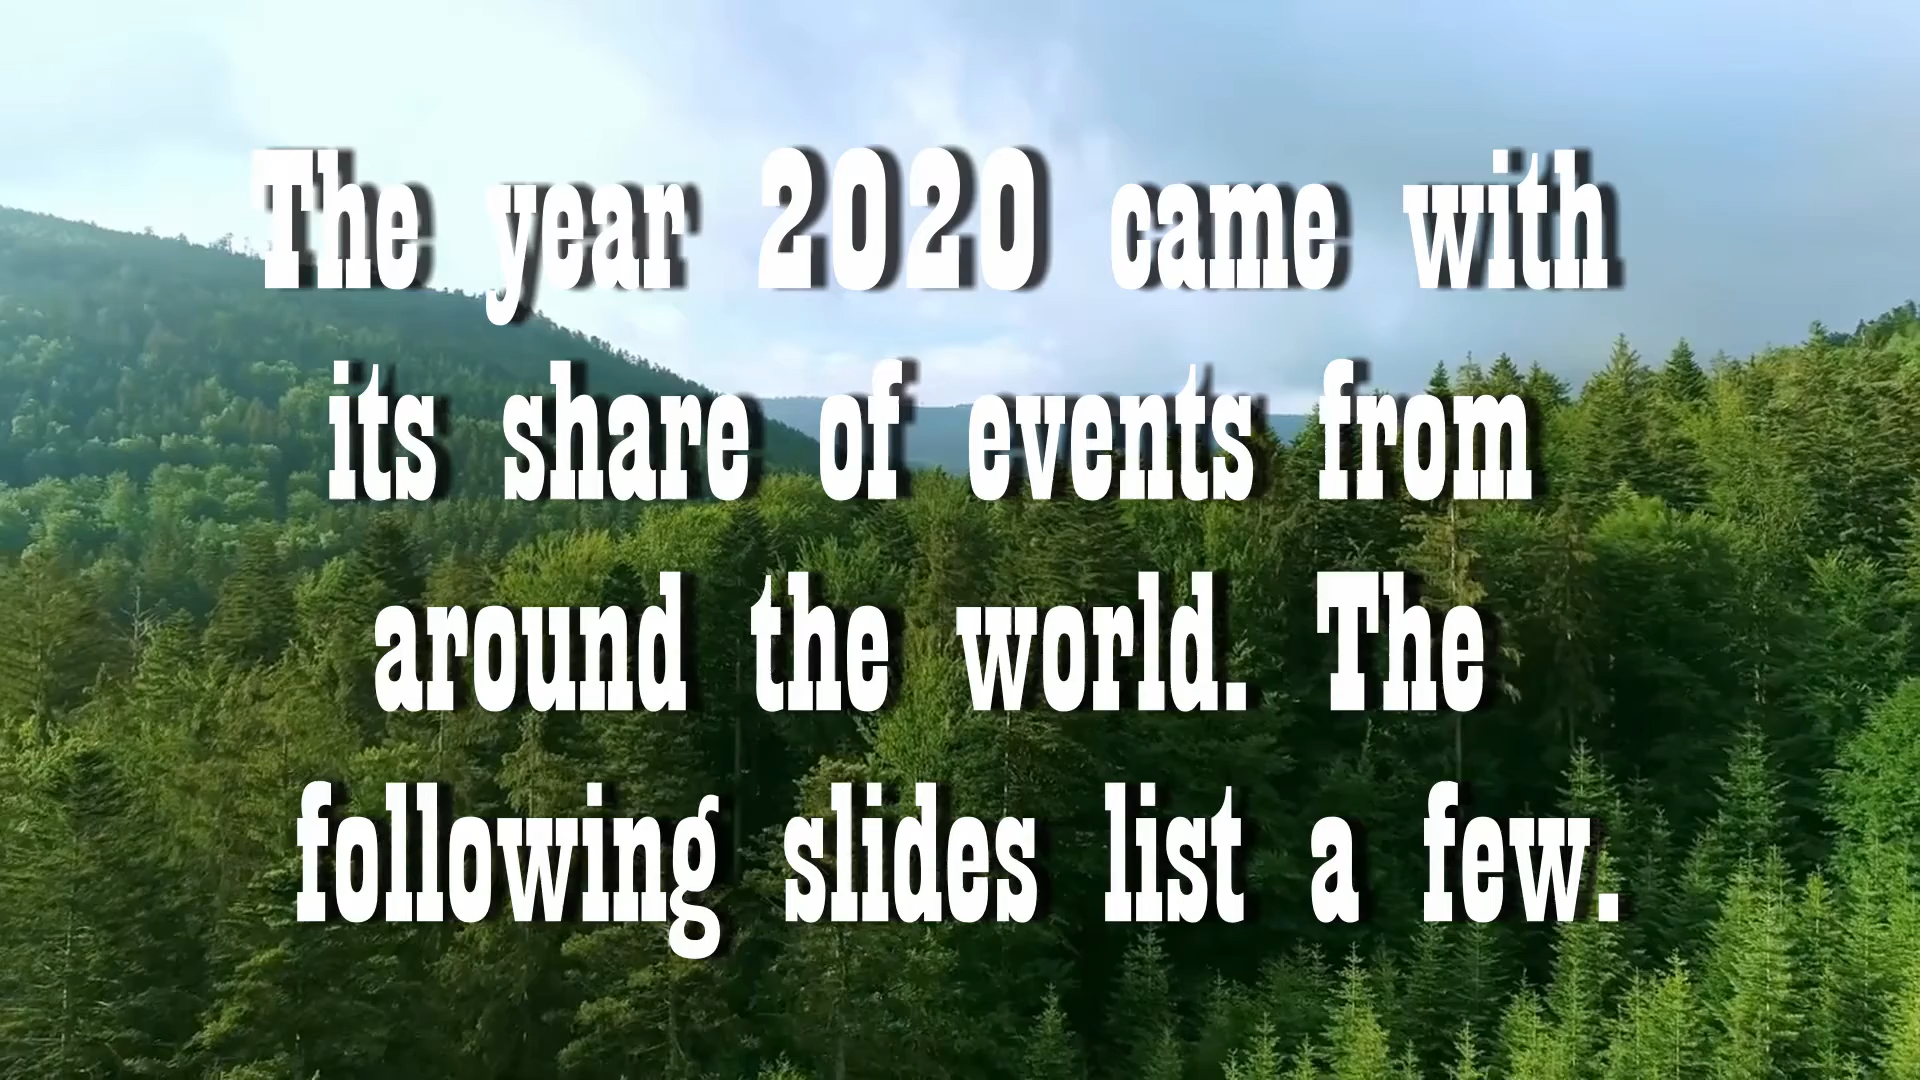 The year 2020 came with
its share of events from
around the world. The
following slides list a few.